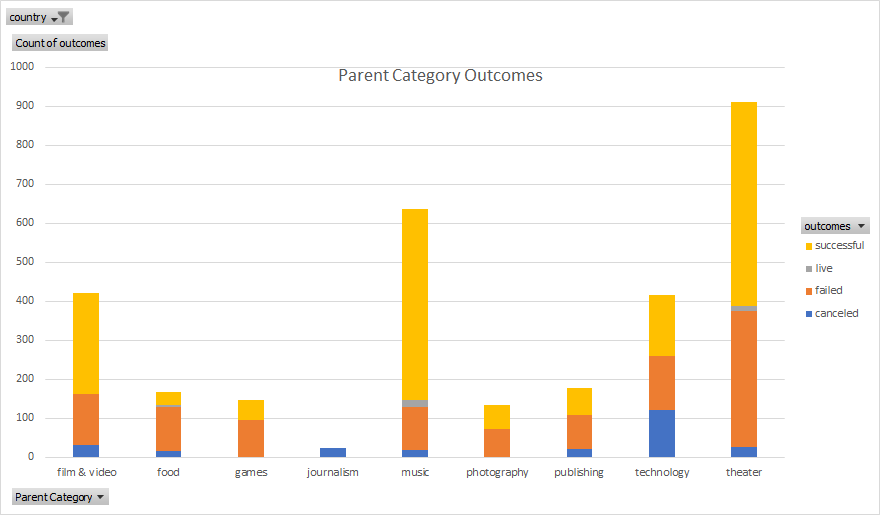 country
Count of outcomes
Parent Category Outcomes
1000
900
800
700
600
500
400
300
200
100
0
film & video food games journalism music photography publishing technology theater
outcomes
successful
live
failed
canceled
Parent Category